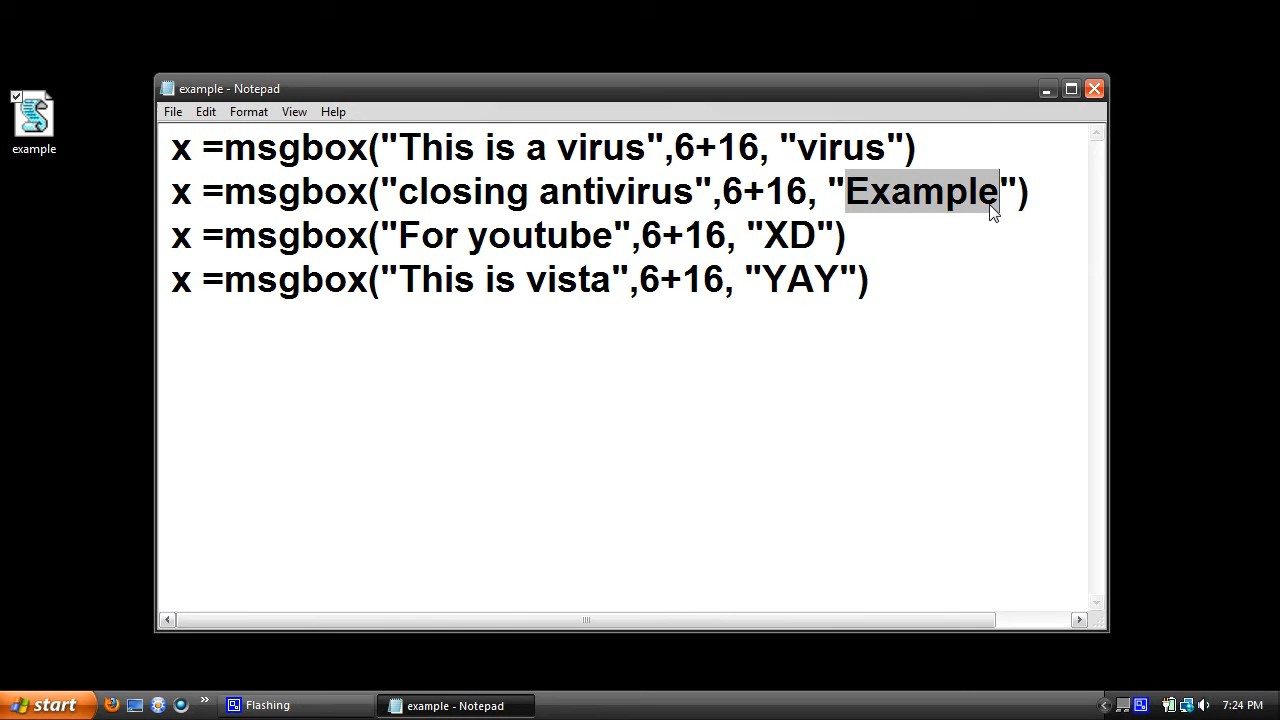 example - Notepad
File Edit Format View Help
x =msgbox("This is a virus",6+16, "virus")
x =msgbox("closing antivirus",6+16, "Example")
x =msgbox("For youtube",6+16, "XD")
x =msgbox("This is vista",6+16, "YAY")
example
start Flashing example - Notepad 7:24 PM